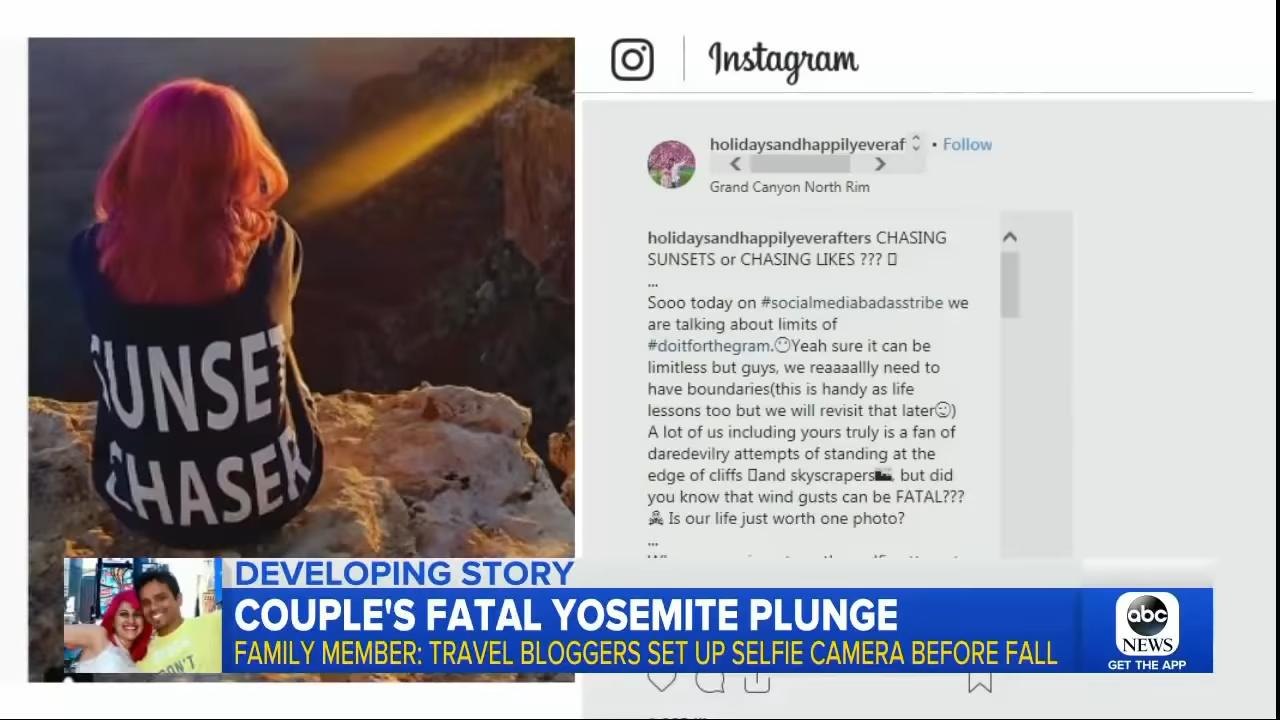 Instagram
holidaysandhappilyeveraf • Follow
Grand Canyon North Rim
holidaysandhappilyeverafters CHASING
SUNSETS or CHASING LIKES ???
...
Sooo today on #socialmediabadasstribe we
are talking about limits of
#doitforthegram.😶Yeah sure it can be
limitless but guys, we reaaaallly need to
have boundaries(this is handy as life
lessons too but we will revisit that later😉)
A lot of us including yours truly is a fan of
daredevilry attempts of standing at the
edge of cliffs and skyscrapers🌇, but did
you know that wind gusts can be FATAL???
☠ Is our life just worth one photo?
...
SUNSET
CHASER
DEVELOPING STORY
COUPLE'S FATAL YOSEMITE PLUNGE
FAMILY MEMBER: TRAVEL BLOGGERS SET UP SELFIE CAMERA BEFORE FALL
abc
NEWS
GET THE APP